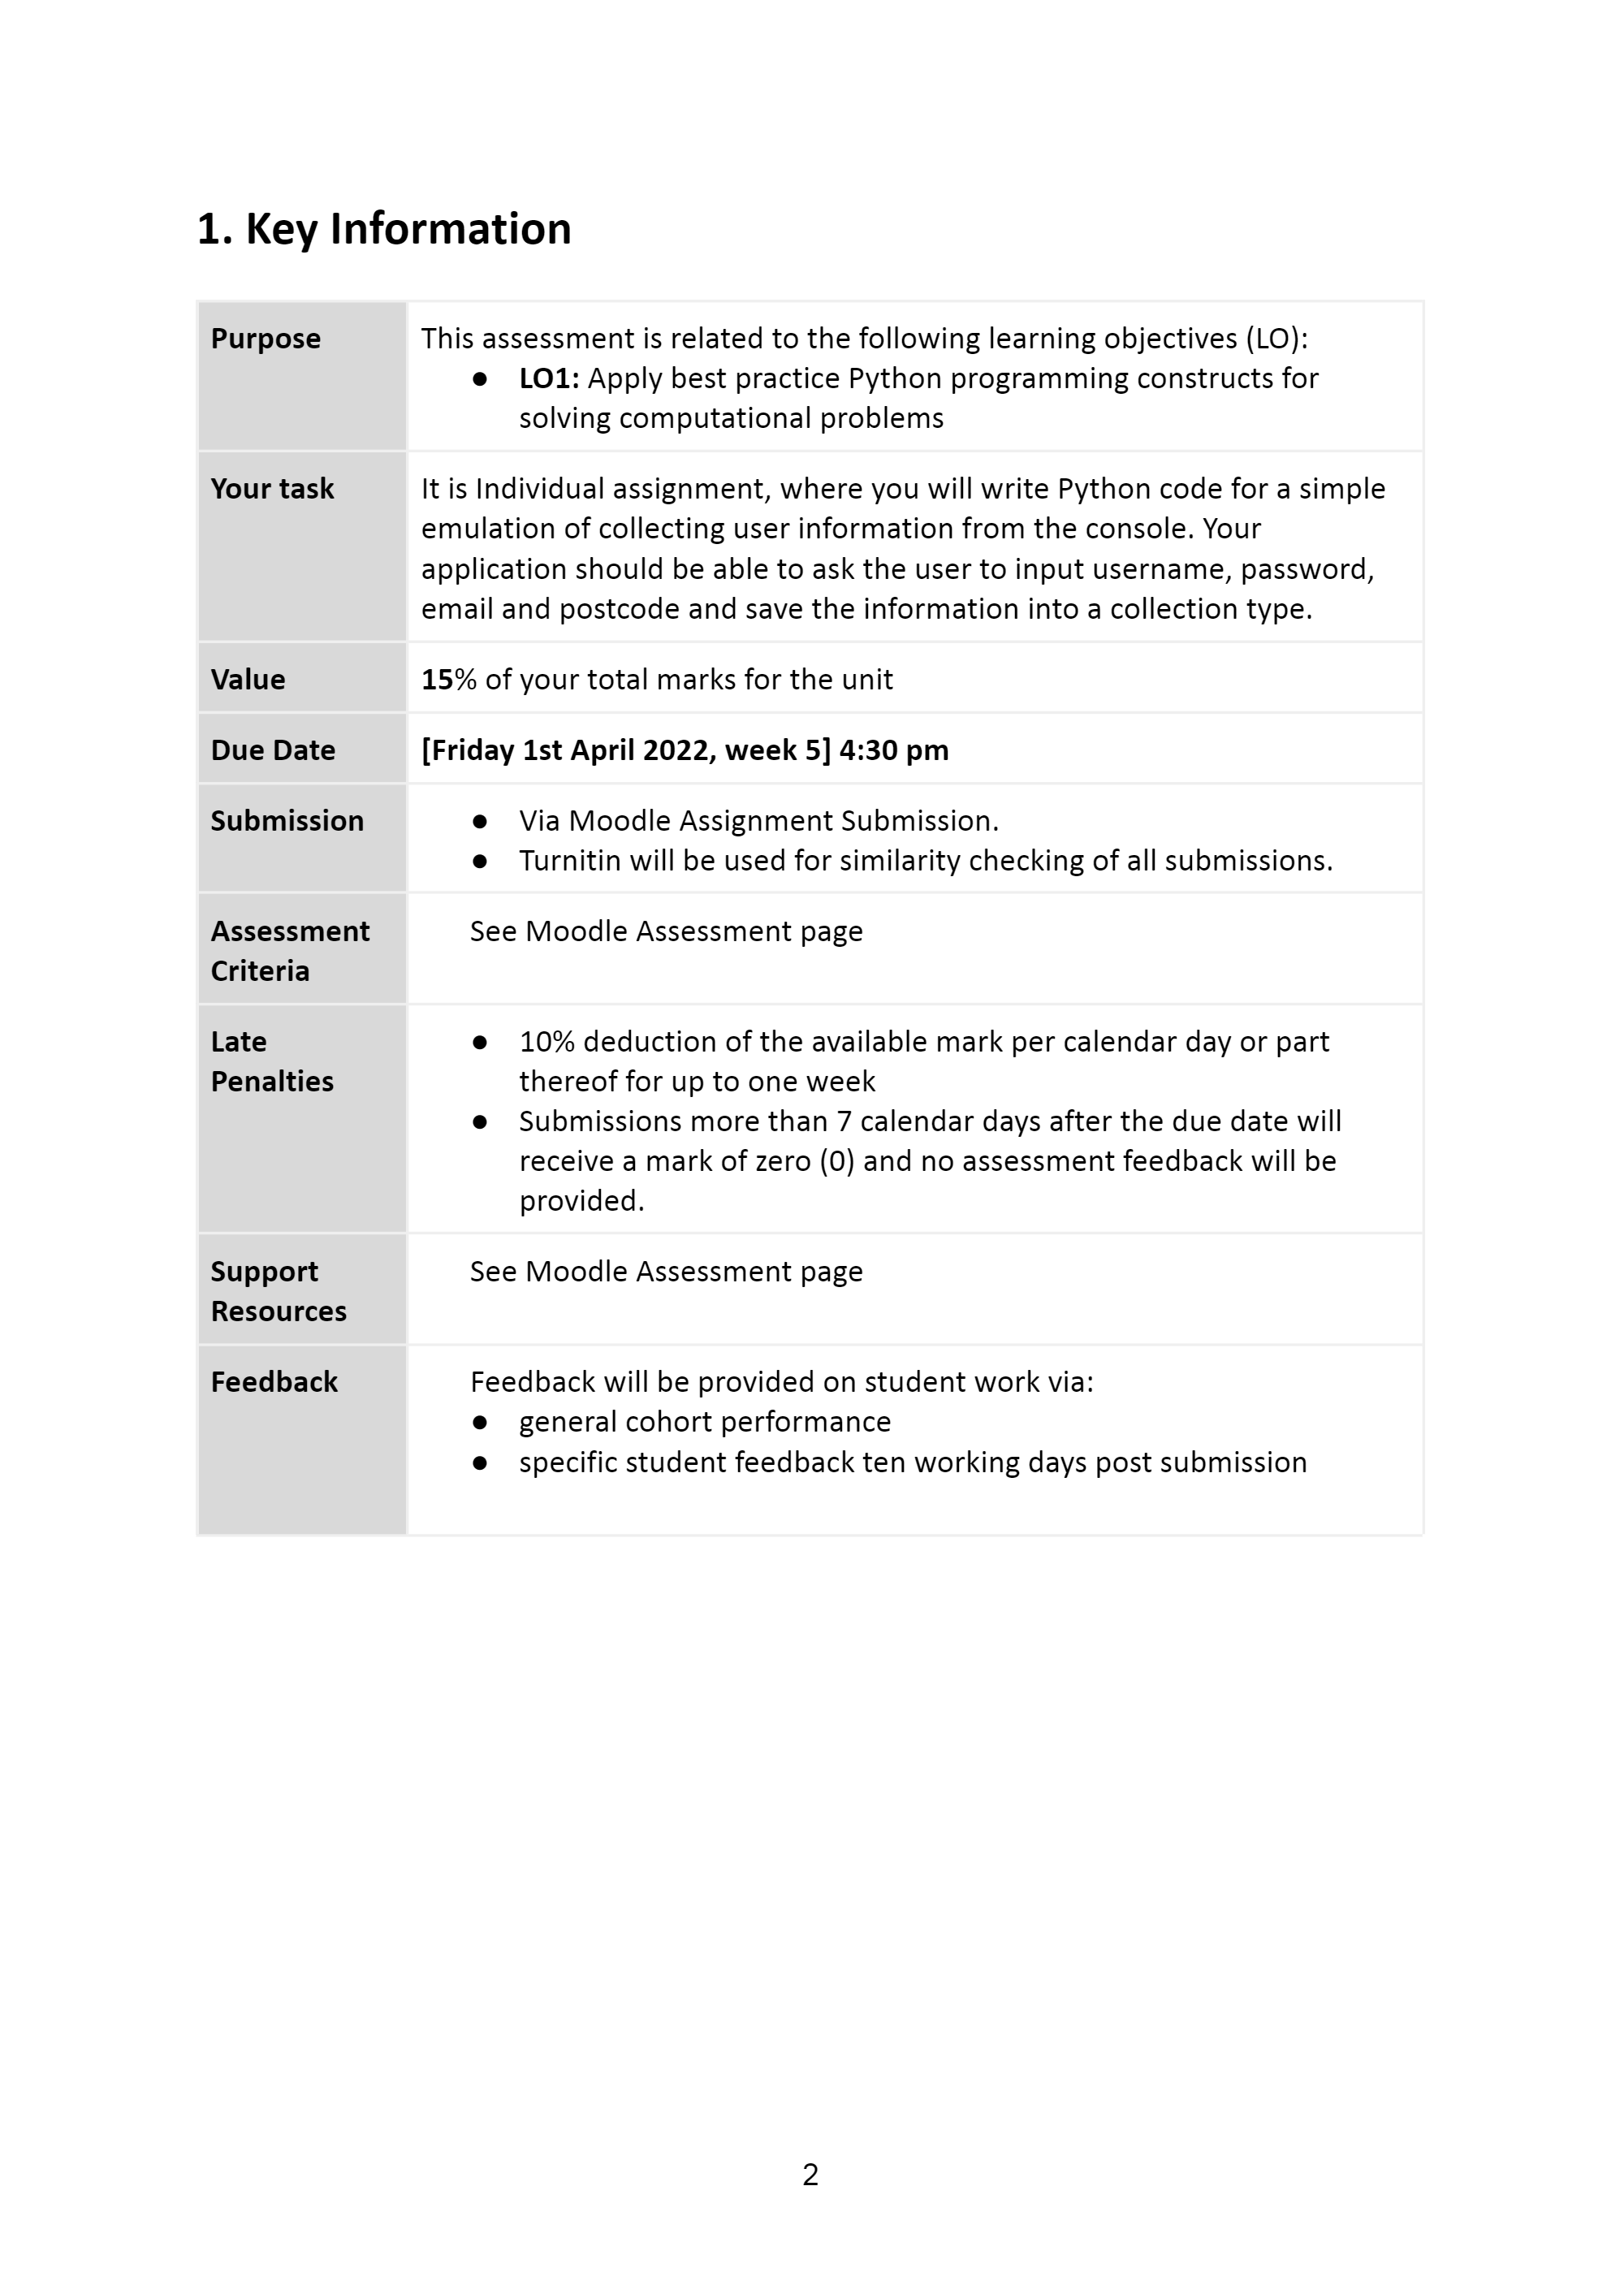 1. Key Information
Purpose
This assessment is related to the following learning objectives (LO):
● LO1: Apply best practice Python programming constructs for
solving computational problems
Your task
It is Individual assignment, where you will write Python code for a simple
emulation of collecting user information from the console. Your
application should be able to ask the user to input username, password,
email and postcode and save the information into a collection type.
Value
15% of your total marks for the unit
Due Date
[Friday 1st April 2022, week 5] 4:30 pm
Submission
● Via Moodle Assignment Submission.
● Turnitin will be used for similarity checking of all submissions.
Assessment
Criteria
See Moodle Assessment page
Late
Penalties
● 10% deduction of the available mark per calendar day or part
thereof for up to one week
● Submissions more than 7 calendar days after the due date will
receive a mark of zero (0) and no assessment feedback will be
provided.
Support
Resources
See Moodle Assessment page
Feedback
Feedback will be provided on student work via:
● general cohort performance
● specific student feedback ten working days post submission
2